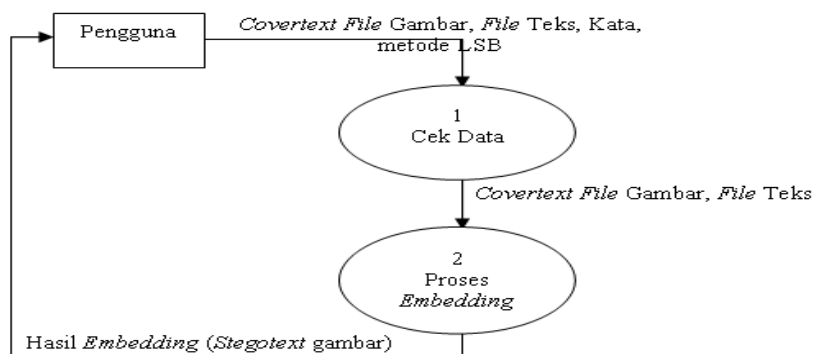 Pengguna
Covertext File Gambar, File Teks, Kata,
metode LSB
1
Cek Data
Covertext File Gambar, File Teks
2
Proses
Embedding
Hasil Embedding (Stegotext gambar)